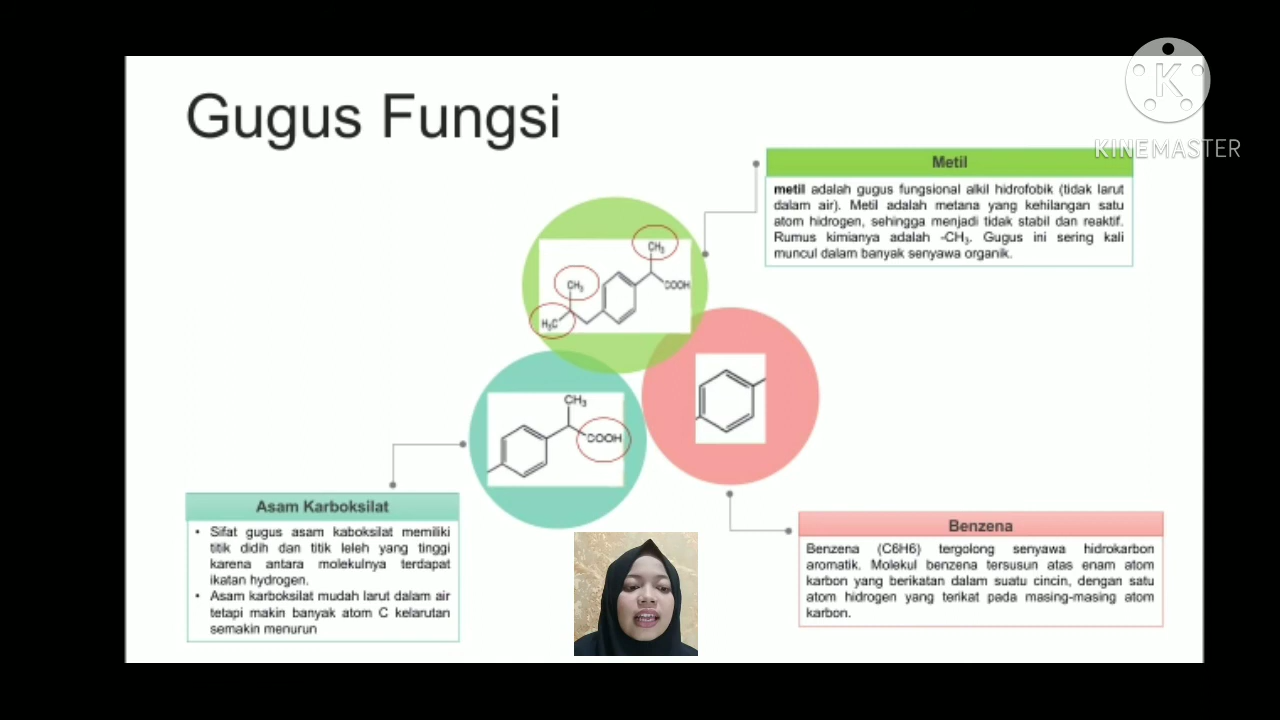 Gugus Fungsi
KINEMASTER
Metil
metil adalah gugus fungsional alkil hidrofobik (tidak larut
dalam air). Metil adalah metana yang kehilangan satu
atom hidrogen, sehingga menjadi tidak stabil dan reaktif.
Rumus kimianya adalah -CH₃. Gugus ini sering kali
muncul dalam banyak senyawa organik.
CH₃
CH₃
COOH
H₃C
CH₃
COOH
Asam Karboksilat
• Sifat gugus asam kaboksilat memiliki
titik didih dan titik leleh yang tinggi
karena antara molekulnya terdapat
ikatan hydrogen.
• Asam karboksilat mudah larut dalam air
tetapi makin banyak atom C kelarutan
semakin menurun
Benzena
Benzena (C6H6) tergolong senyawa hidrokarbon
aromatik. Molekul benzena tersusun atas enam atom
karbon yang berikatan dalam suatu cincin, dengan satu
atom hidrogen yang terikat pada masing-masing atom
karbon.